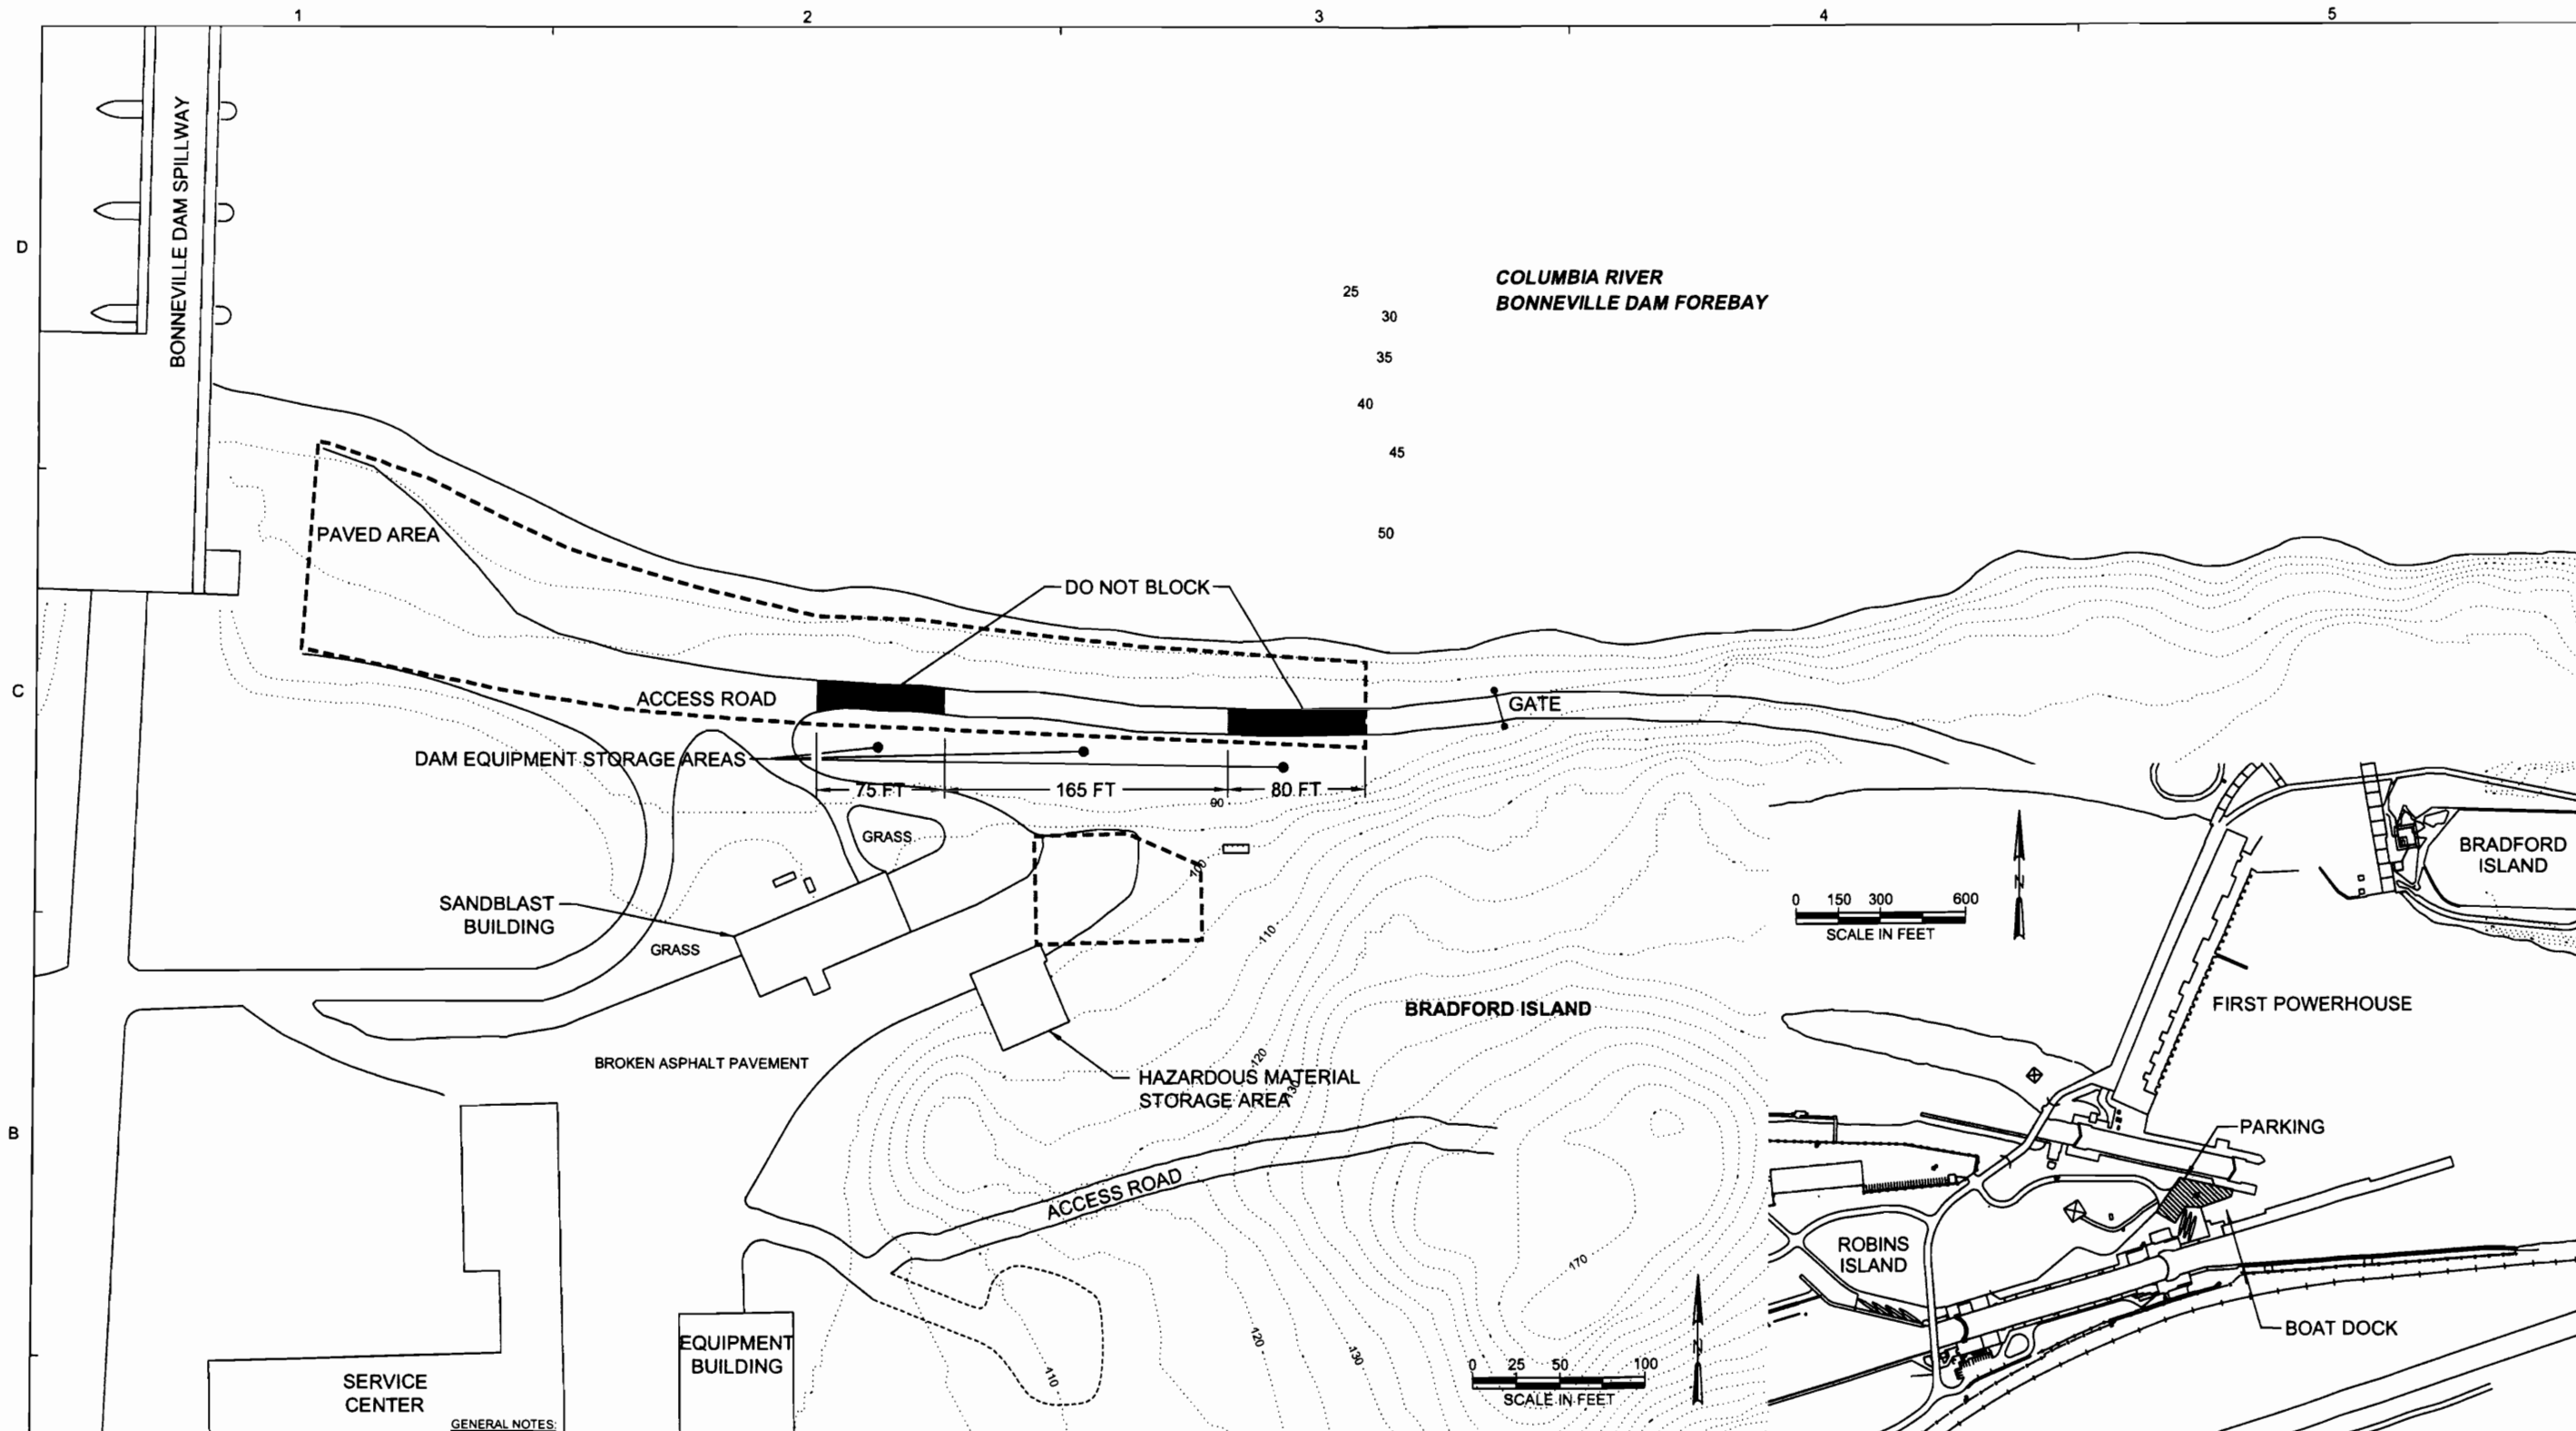 1
2
3
4
5
D
BONNEVILLE DAM SPILLWAY
COLUMBIA RIVER
BONNEVILLE DAM FOREBAY
25
30
35
40
45
50
PAVED AREA
DO NOT BLOCK
C
ACCESS ROAD
GATE
DAM EQUIPMENT STORAGE AREAS
75 FT
165 FT
80 FT
90
GRASS
100
SANDBLAST
BUILDING
GRASS
110
BRADFORD
ISLAND
0 150 300 600
SCALE IN FEET
N
BRADFORD ISLAND
FIRST POWERHOUSE
BROKEN ASPHALT PAVEMENT
120
130
HAZARDOUS MATERIAL
STORAGE AREA
B
PARKING
ACCESS ROAD
ROBINS
ISLAND
170
BOAT DOCK
EQUIPMENT
BUILDING
120
130
110
0 25 50 100
SCALE IN FEET
N
SERVICE
CENTER
GENERAL NOTES: